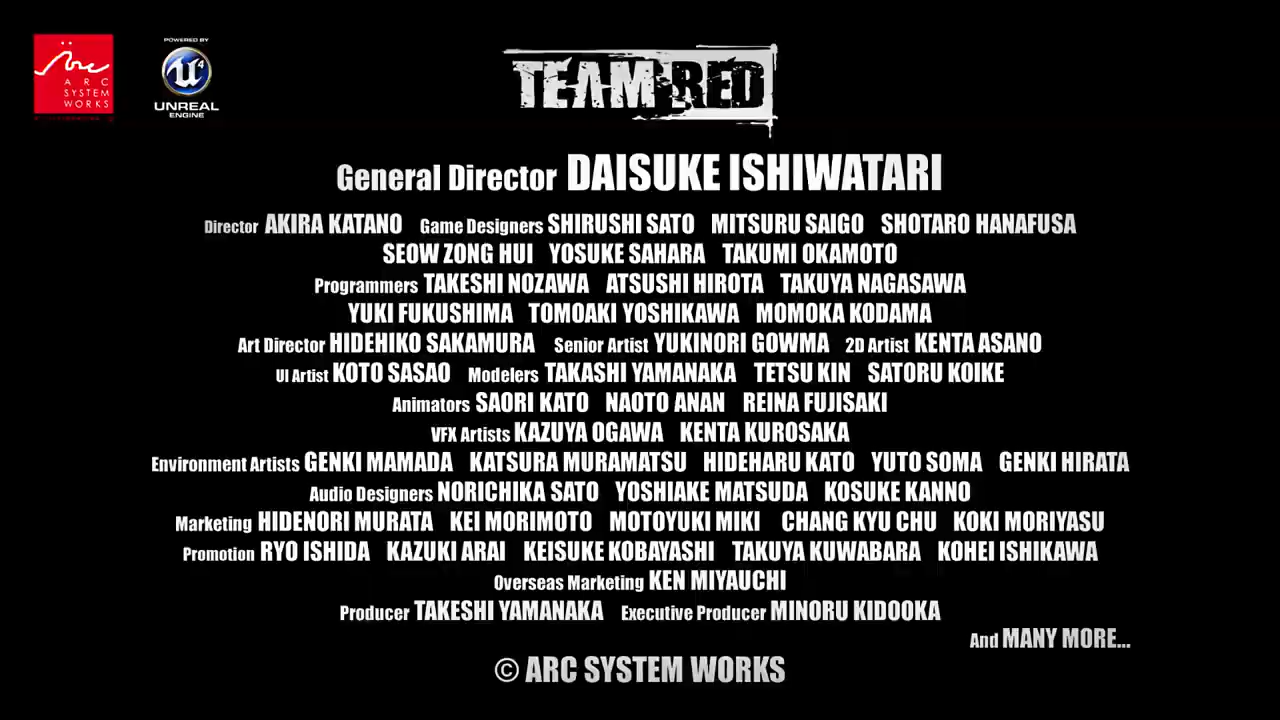 Arc
ARC
SYSTEM
WORKS
POWERED BY
U4
UNREAL
ENGINE
TEAM RED
General Director DAISUKE ISHIWATARI
Director AKIRA KATANO Game Designers SHIRUSHI SATO MITSURU SAIGO SHOTARO HANAFUSA
SEOW ZONG HUI YOSUKE SAHARA TAKUMI OKAMOTO
Programmers TAKESHI NOZAWA ATSUSHI HIROTA TAKUYA NAGASAWA
YUKI FUKUSHIMA TOMOAKI YOSHIKAWA MOMOKA KODAMA
Art Director HIDEHIKO SAKAMURA Senior Artist YUKINORI GOWMA 2D Artist KENTA ASANO
UI Artist KOTO SASAO Modelers TAKASHI YAMANAKA TETSU KIN SATORU KOIKE
Animators SAORI KATO NAOTO ANAN REINA FUJISAKI
VFX Artists KAZUYA OGAWA KENTA KUROSAKA
Environment Artists GENKI MAMADA KATSURA MURAMATSU HIDEHARU KATO YUTO SOMA GENKI HIRATA
Audio Designers NORICHIKA SATO YOSHIAKE MATSUDA KOSUKE KANNO
Marketing HIDENORI MURATA KEI MORIMOTO MOTOYUKI MIKI CHANG KYU CHU KOKI MORIYASU
Promotion RYO ISHIDA KAZUKI ARAI KEISUKE KOBAYASHI TAKUYA KUWABARA KOHEI ISHIKAWA
Overseas Marketing KEN MIYAUCHI
Producer TAKESHI YAMANAKA Executive Producer MINORU KIDOOKA
And MANY MORE...
© ARC SYSTEM WORKS